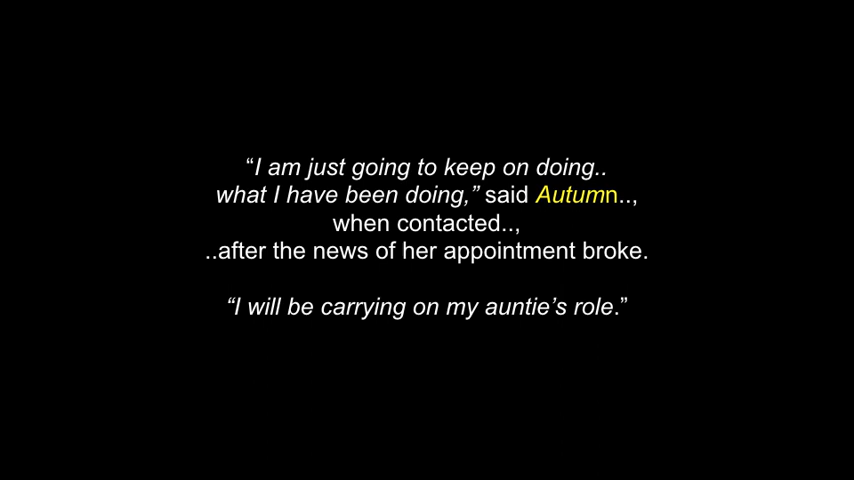 “I am just going to keep on doing..
what I have been doing,” said Autumn..,
when contacted..,
..after the news of her appointment broke.
“I will be carrying on my auntie’s role.”